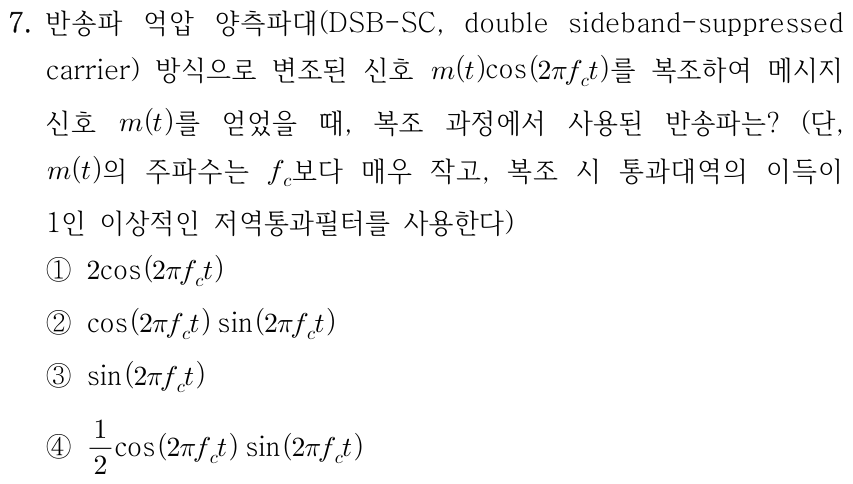 7. 반송파 억압 양측파대(DSB-SC, double sideband-suppressed
carrier) 방식으로 변조된 신호 m(t)cos(2πf_ct)를 복조하여 메시지
신호 m(t)를 얻었을 때, 복조 과정에서 사용된 반송파는? (단,
m(t)의 주파수는 f_c보다 매우 작고, 복조 시 통과대역의 이득이
1인 이상적인 저역통과필터를 사용한다)
① 2cos(2πf_ct)
② cos(2πf_ct) sin(2πf_ct)
③ sin(2πf_ct)
④ 1/2 cos(2πf_ct) sin(2πf_ct)